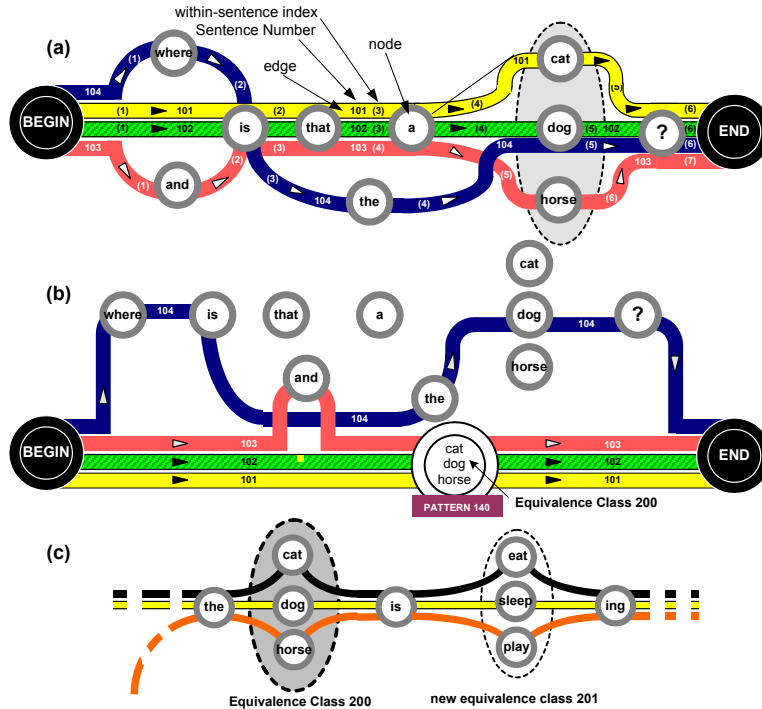 within-sentence index
(a)
Sentence Number
node
where
edge
101
cat
104
(1)
(2)
(5)
(1)
101
(2)
101
(3)
(4)
(6)
BEGIN
(1)
102
is
that
102
(3)
a
(4)
dog
(5)
102
?
(6)
END
103
(2)
(3)
103
(4)
104
(5)
(6)
(1)
and
(3)
(5)
103
(7)
104
the
(4)
horse
(6)
cat
(b)
where
104
is
that
a
dog
104
?
horse
and
the
104
BEGIN
103
103
END
102
102
101
101
cat
dog
horse
Equivalence Class 200
PATTERN 140
(c)
cat
eat
the
dog
is
sleep
ing
horse
play
Equivalence Class 200
new equivalence class 201